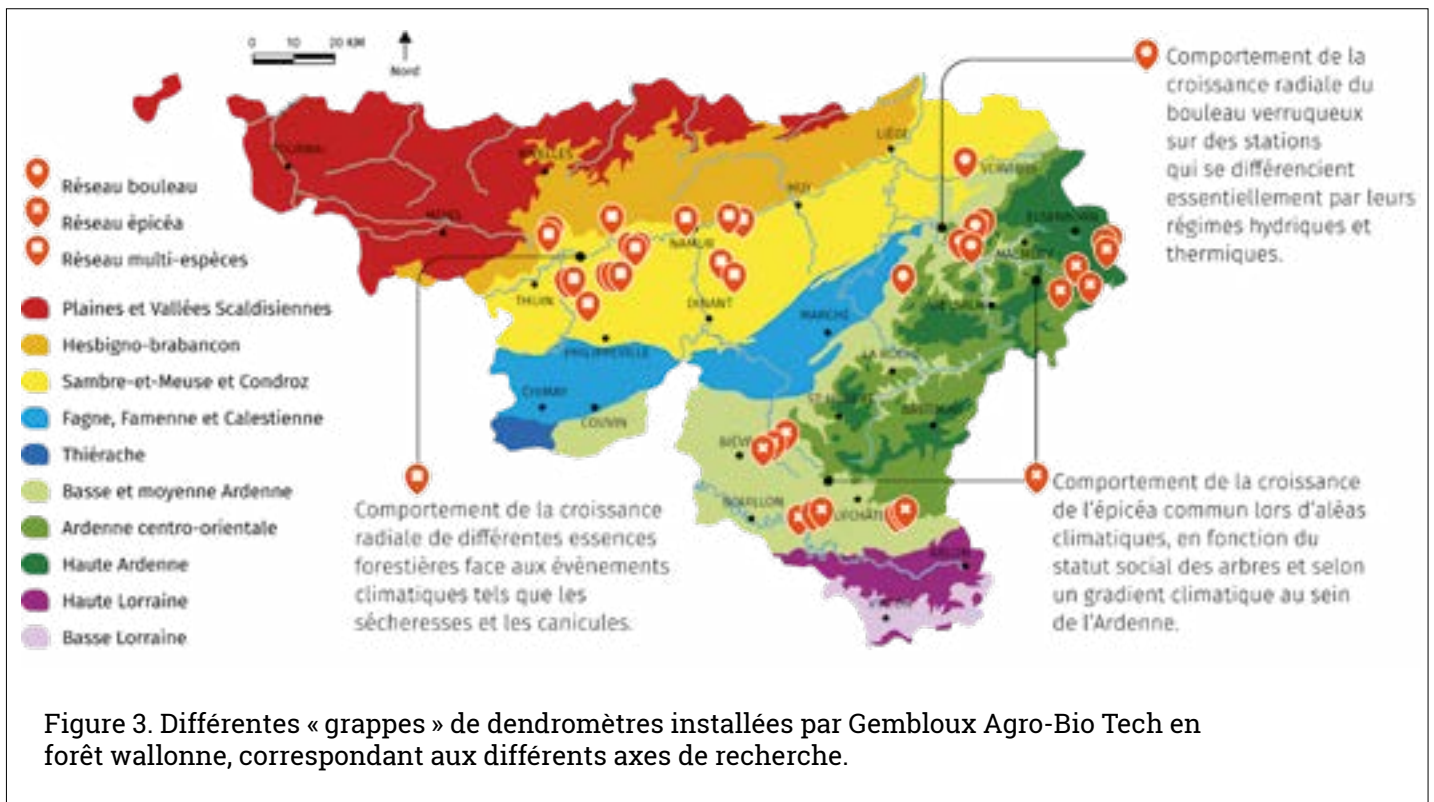 0 10 20 KM
Nord
Réseau bouleau
Réseau épicéa
Réseau multi-espèces
Plaines et Vallées Scaldisiennes
Hesbigno-brabancon
Sambre-et-Meuse et Condroz
Fagne, Famenne et Calestienne
Thiérache
Basse et moyenne Ardenne
Ardenne centro-orientale
Haute Ardenne
Haute Lorraine
Basse Lorraine
LIÈGE
HUY
NAMUR
THUIN
DINANT
PHILIPPEVILLE
CHIMAY
COUVIN
MARCHE
LA ROCHE
BASTOGNE
BOUILLON
Comportement de la
croissance radiale du
bouleau verruqueux
sur des stations
qui se différencient
essentiellement par leurs
régimes hydriques et
thermiques.
Comportement de la croissance
radiale de différentes essences
forestières face aux évènements
climatiques tels que les
sécheresses et les canicules.
Comportement de la croissance
de l'épicéa commun lors d'aléas
climatiques, en fonction du
statut social des arbres et selon
un gradient climatique au sein
de l'Ardenne.
Figure 3. Différentes « grappes » de dendromètres installées par Gembloux Agro-Bio Tech en
forêt wallonne, correspondant aux différents axes de recherche.